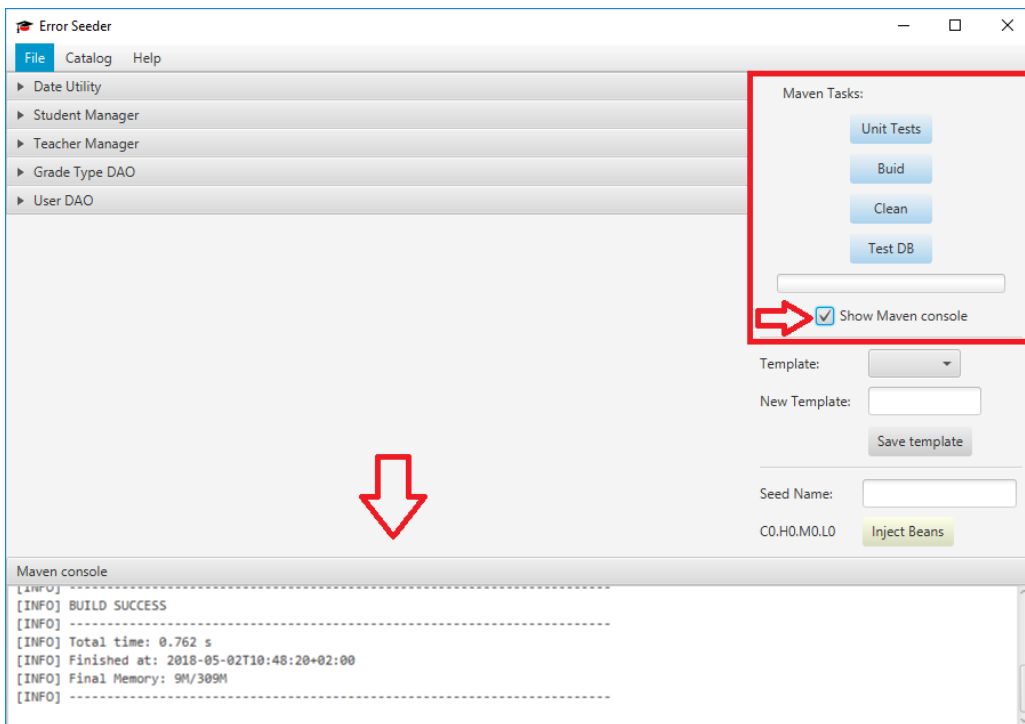 Error Seeder
File Catalog Help
Date Utility
Student Manager
Teacher Manager
Grade Type DAO
User DAO
Maven Tasks:
Unit Tests
Buid
Clean
Test DB
Show Maven console
Template:
New Template:
Save template
Seed Name:
C0.H0.M0.L0 Inject Beans
Maven console
[INFO] ------------------------------------------------------------------------
[INFO] BUILD SUCCESS
[INFO] ------------------------------------------------------------------------
[INFO] Total time: 0.762 s
[INFO] Finished at: 2018-05-02T10:48:20+02:00
[INFO] Final Memory: 9M/309M
[INFO] ------------------------------------------------------------------------